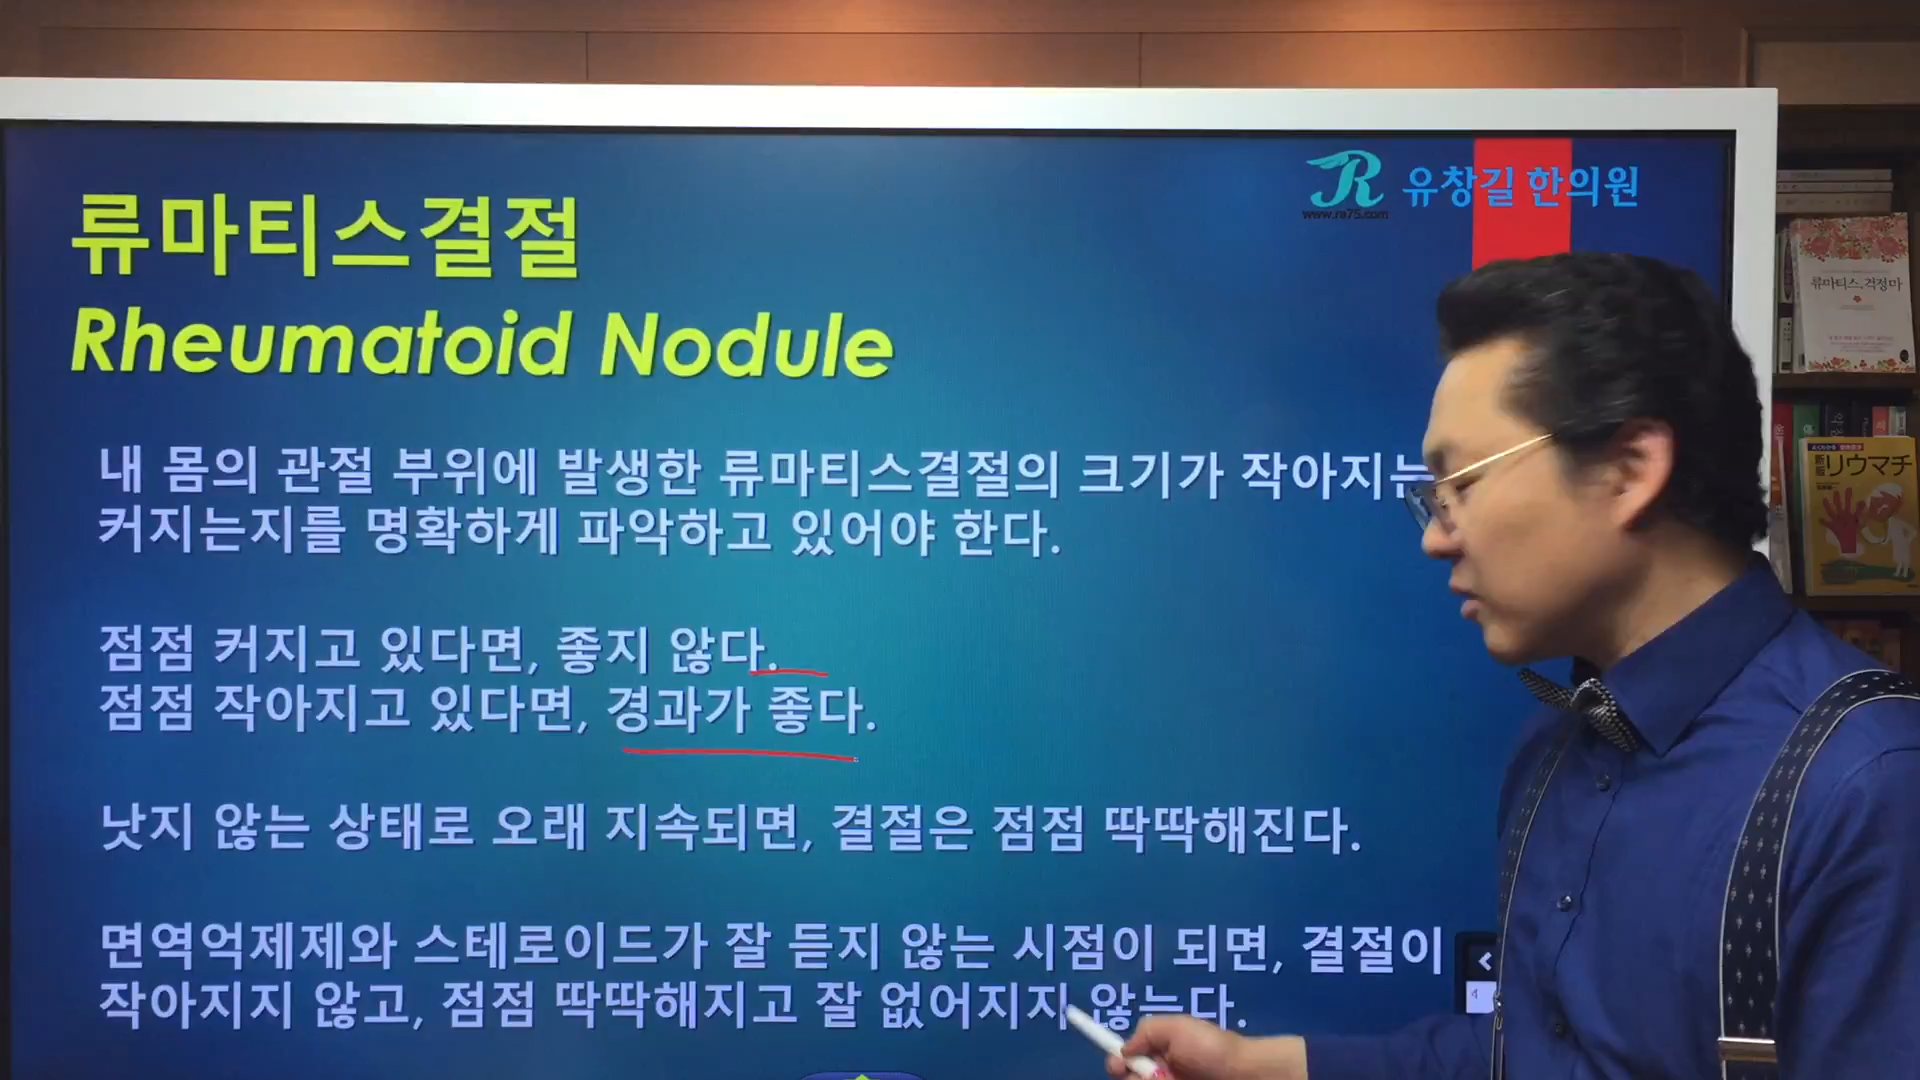 유창길 한의원
www.ra75.com
류마티스결절
Rheumatoid Nodule
내 몸의 관절 부위에 발생한 류마티스결절의 크기가 작아지는
커지는지를 명확하게 파악하고 있어야 한다.
점점 커지고 있다면, 좋지 않다.
점점 작아지고 있다면, 경과가 좋다.
낫지 않는 상태로 오래 지속되면, 결절은 점점 딱딱해진다.
면역억제제와 스테로이드가 잘 듣지 않는 시점이 되면, 결절이
작아지지 않고, 점점 딱딱해지고 잘 없어지지 않는다.
류마티스, 걱정마
リウマチ